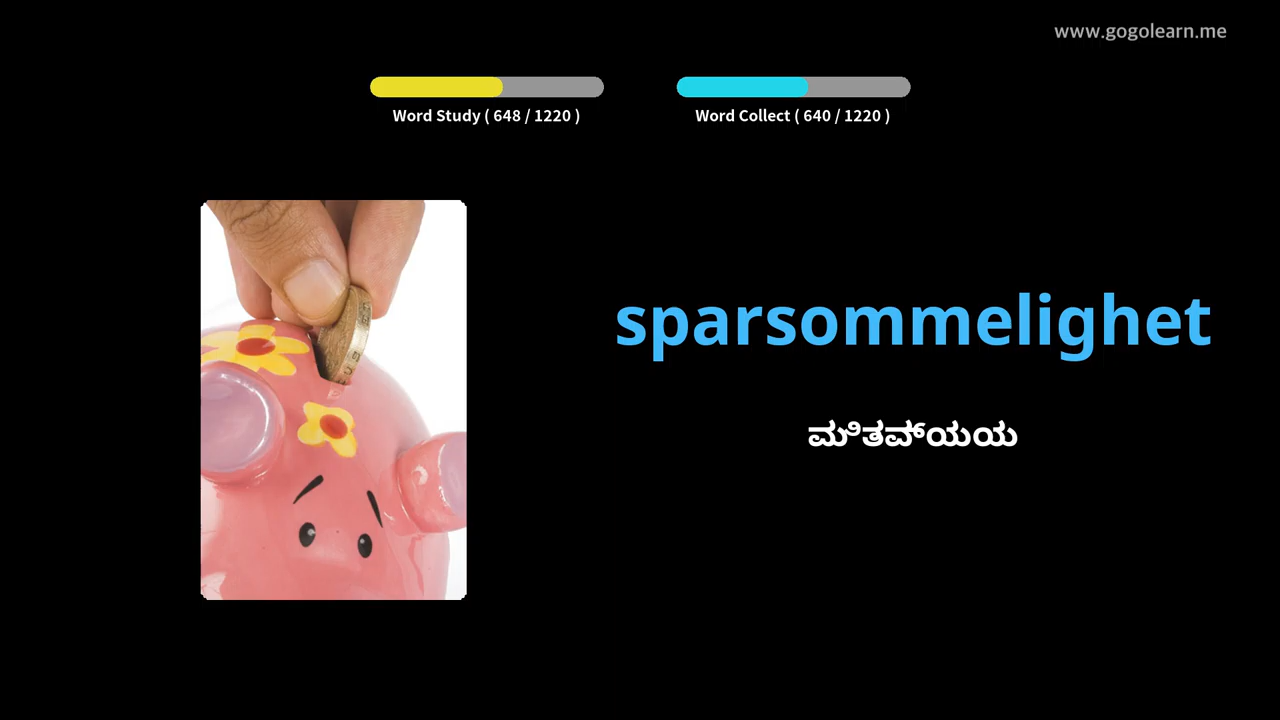 www.gogolearn.me
Word Study ( 648 / 1220 )
Word Collect ( 640 / 1220 )
sparsommelighet
ಮಿತವ್ಯಯ